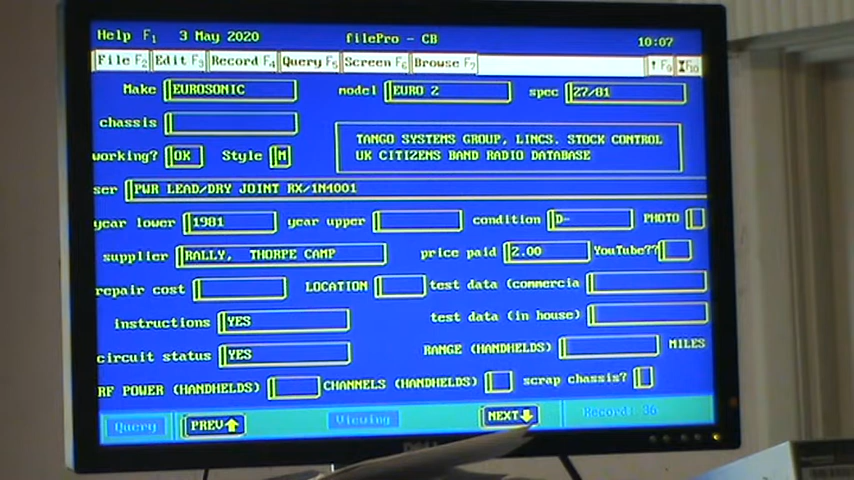 Help F1 3 May 2020 filePro - CB 10:07
File F2 Edit F3 Record F4 Query F5 Screen F6 Browse F7 ! F9 F10
Make EUROSONIC model EURO 2 spec 27/81
chassis
TANGO SYSTEMS GROUP, LINCS. STOCK CONTROL
UK CITIZENS BAND RADIO DATABASE
working? OK Style M
ser PWR LEAD/DRY JOINT RX/1N4001
year lower 1981 year upper condition D- PHOTO
supplier RALLY, THORPE CAMP price paid 2.00 YouTube??
repair cost LOCATION test data (commercia
instructions YES test data (in house)
circuit status YES RANGE (HANDHELDS) MILES
RF POWER (HANDHELDS) CHANNELS (HANDHELDS) scrap chassis?
Query PREV Viewing NEXT Record: 36